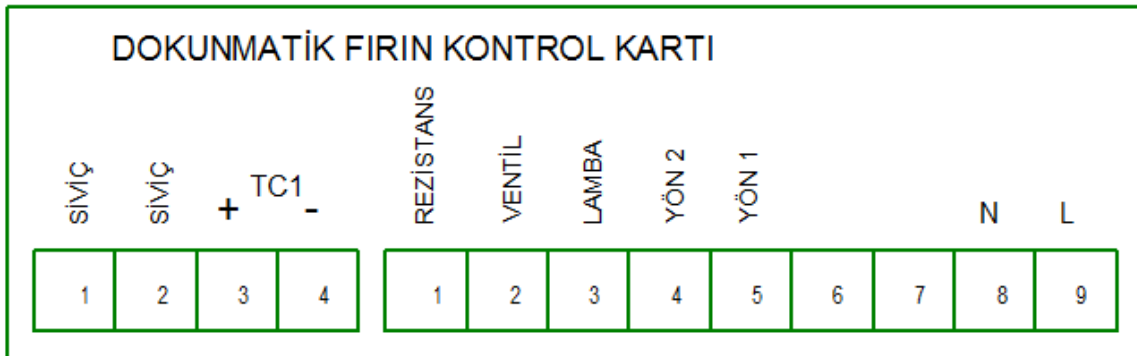 DOKUNMATİK FIRIN KONTROL KARTI
SİVİÇ SİVİÇ + TC1 - REZİSTANS VENTİL LAMBA YÖN 2 YÖN 1 N L
1 2 3 4 1 2 3 4 5 6 7 8 9